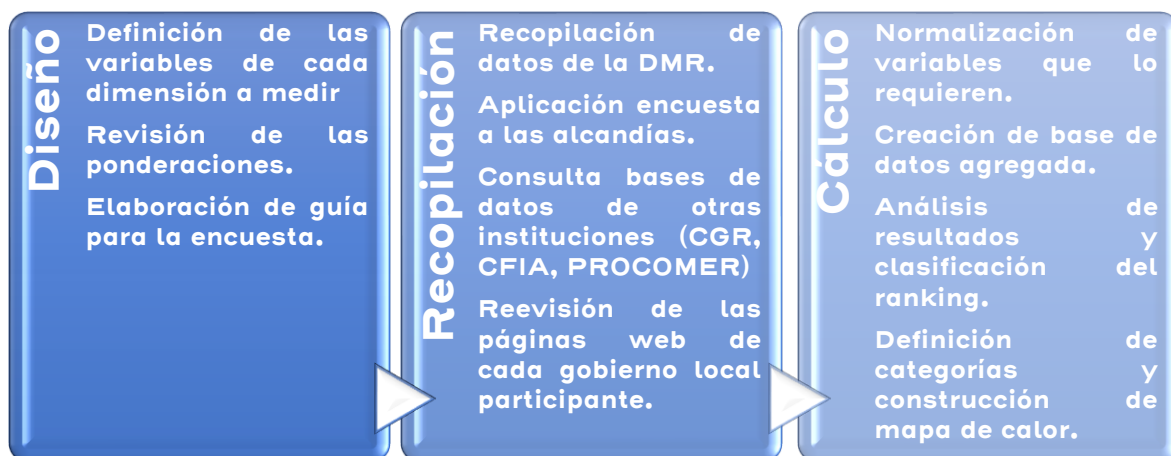 Diseño
Definición de las
variables de cada
dimensión a medir
Revisión de las
ponderaciones.
Elaboración de guía
para la encuesta.
Recopilación
Recopilación de
datos de la DMR.
Aplicación encuesta
a las alcandías.
Consulta bases de
datos de otras
instituciones (CGR,
CFIA, PROCOMER)
Reevisión de las
páginas web de
cada gobierno local
participante.
Cálculo
Normalización de
variables que lo
requieren.
Creación de base de
datos agregada.
Análisis de
resultados y
clasificación del
ranking.
Definición de
categorías y
construcción de
mapa de calor.